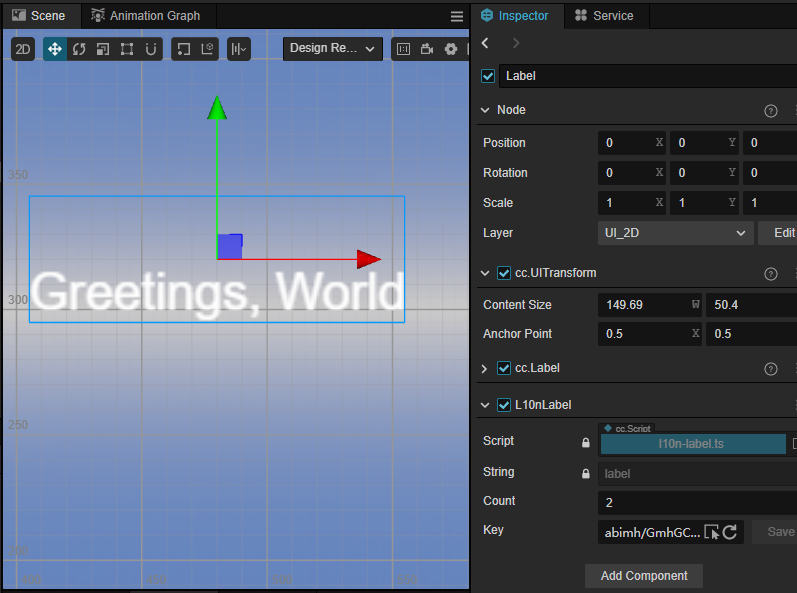 Scene Animation Graph
2D Design Re...
350
300
250
Greetings, World
Inspector Service
Label
Node
Position 0 X 0 Y 0
Rotation 0 X 0 Y 0
Scale 1 X 1 Y 1
Layer UI_2D Edit
cc.UITransform
Content Size 149.69 W 50.4
Anchor Point 0.5 X 0.5
cc.Label
L10nLabel
cc.Script
Script l10n-label.ts
String label
Count 2
Key abimh/GmhGC... Save
Add Component